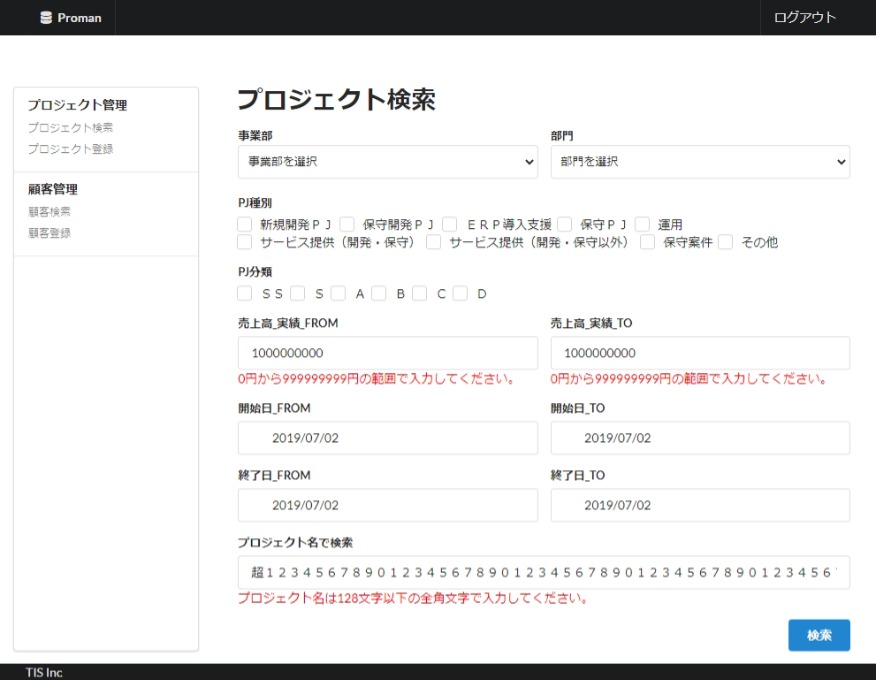 Proman
ログアウト
プロジェクト管理
プロジェクト検索
プロジェクト登録
顧客管理
顧客検索
顧客登録
プロジェクト検索
事業部 部門
事業部を選択 部門を選択
PJ種別
新規開発ＰＪ 保守開発ＰＪ ＥＲＰ導入支援 保守ＰＪ 運用
サービス提供（開発・保守） サービス提供（開発・保守以外） 保守案件 その他
PJ分類
ＳＳ Ｓ Ａ Ｂ Ｃ Ｄ
売上高_実績_FROM 売上高_実績_TO
1000000000 1000000000
0円から999999999円の範囲で入力してください。 0円から999999999円の範囲で入力してください。
開始日_FROM 開始日_TO
2019/07/02 2019/07/02
終了日_FROM 終了日_TO
2019/07/02 2019/07/02
プロジェクト名で検索
超１２３４５６７８９０１２３４５６７８９０１２３４５６７８９０１２３４５６７８９０１２３４５６
プロジェクト名は128文字以下の全角文字で入力してください。
検索
TIS Inc